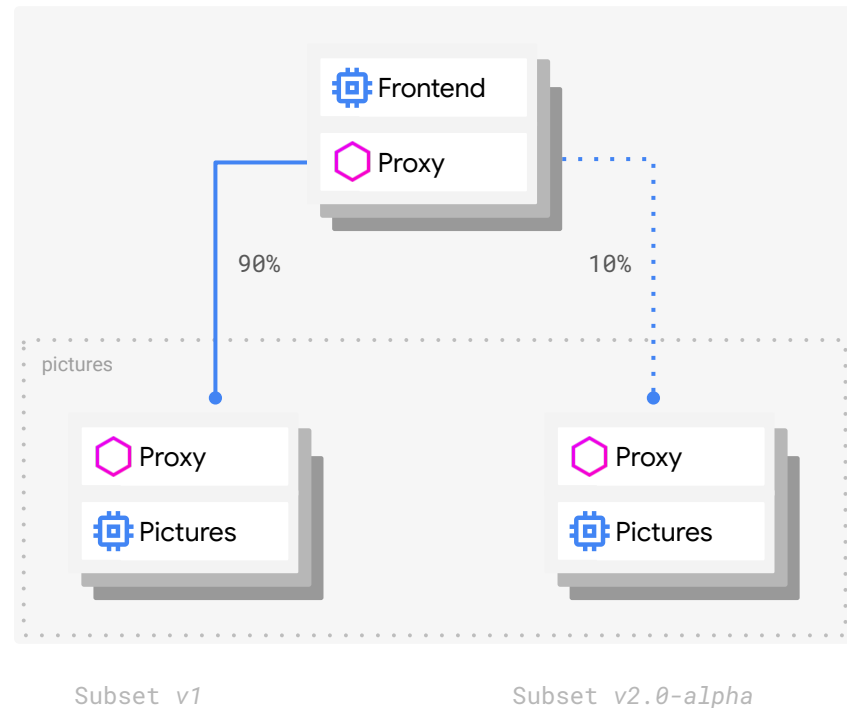 Frontend
Proxy
90%
10%
pictures
Proxy
Pictures
Proxy
Pictures
Subset v1
Subset v2.0-alpha